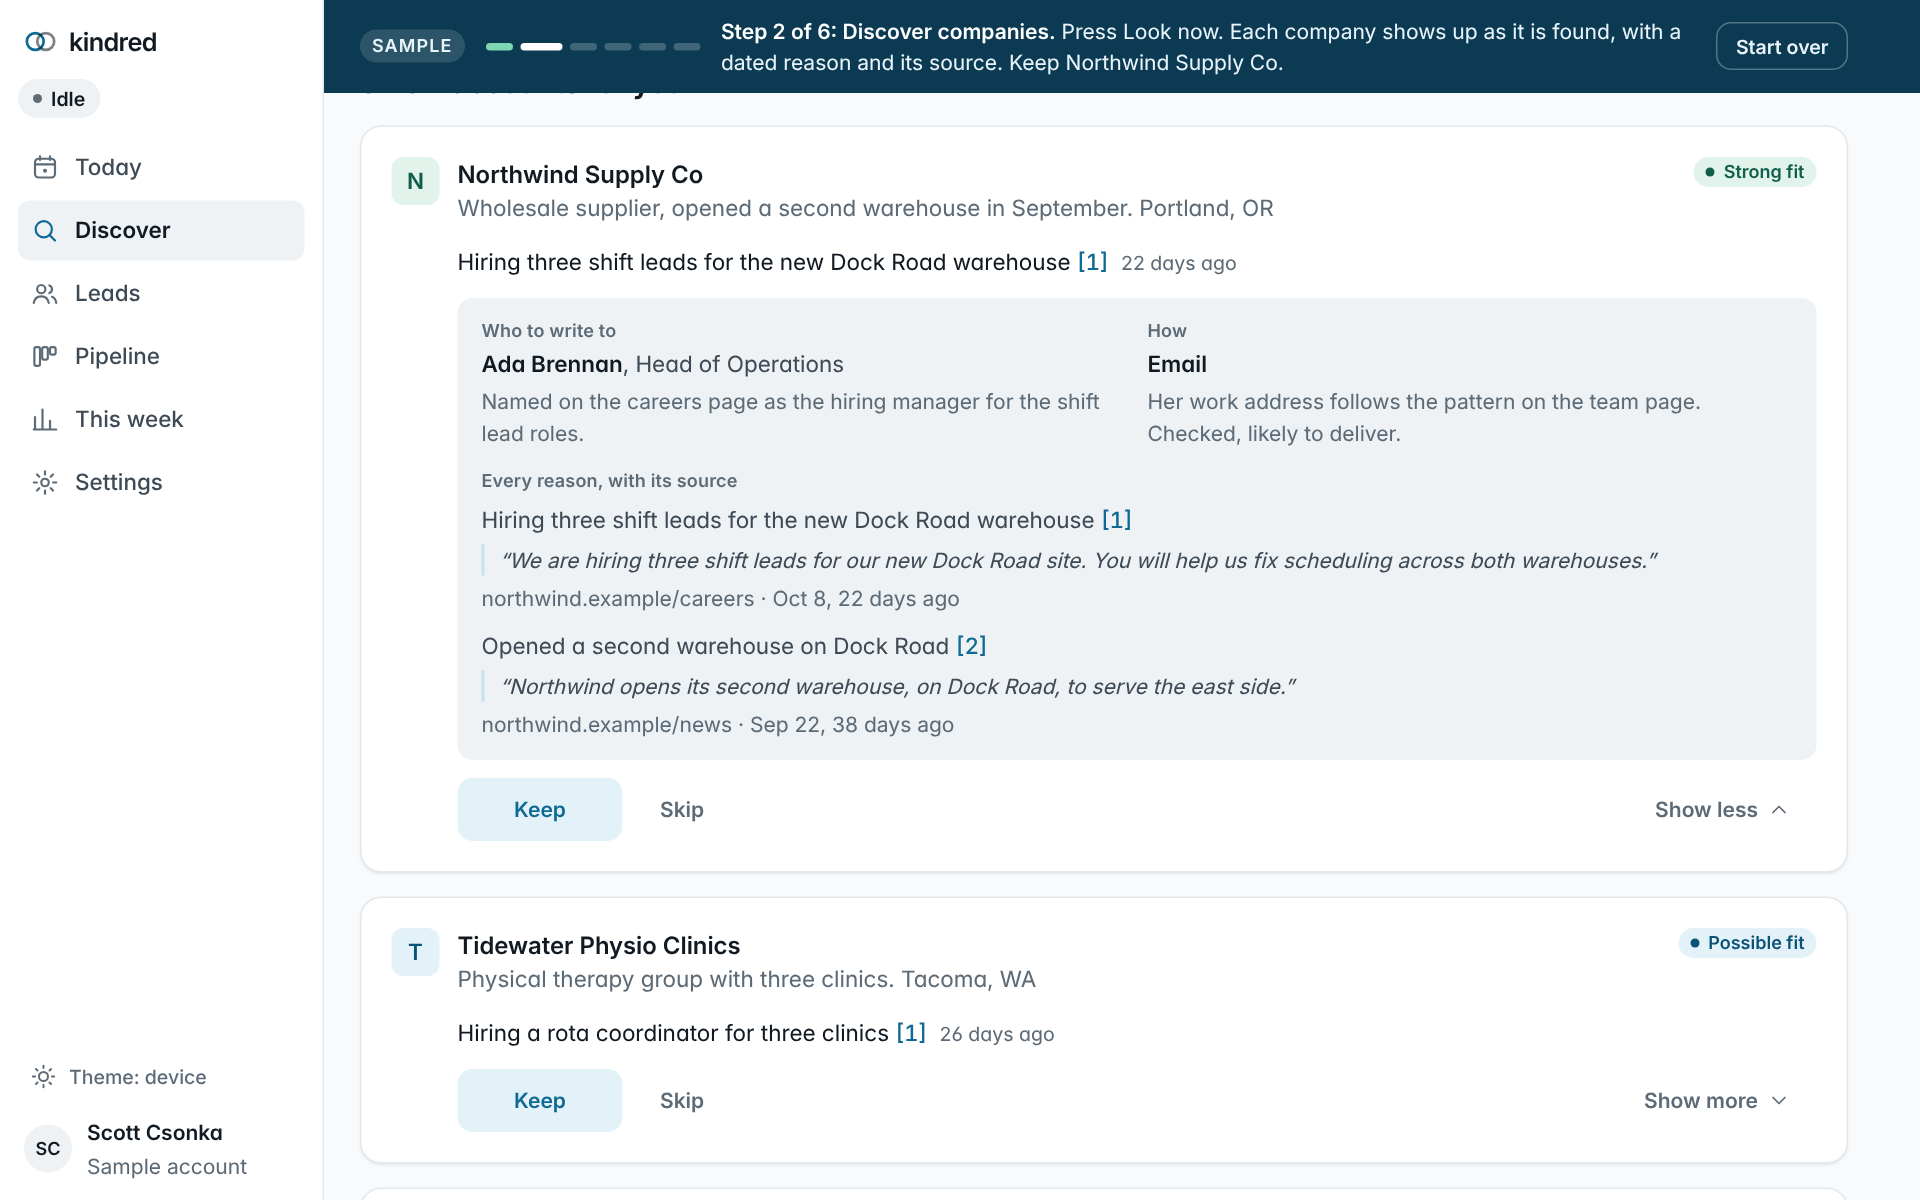 kindred
Idle
Today
Discover
Leads
Pipeline
This week
Settings
Theme: device
SC
Scott Csonka
Sample account
SAMPLE
Step 2 of 6: Discover companies. Press Look now. Each company shows up as it is found, with a
dated reason and its source. Keep Northwind Supply Co.
Start over
N
Northwind Supply Co
Strong fit
Wholesale supplier, opened a second warehouse in September. Portland, OR
Hiring three shift leads for the new Dock Road warehouse [1] 22 days ago
Who to write to
Ada Brennan, Head of Operations
Named on the careers page as the hiring manager for the shift
lead roles.
How
Email
Her work address follows the pattern on the team page.
Checked, likely to deliver.
Every reason, with its source
Hiring three shift leads for the new Dock Road warehouse [1]
“We are hiring three shift leads for our new Dock Road site. You will help us fix scheduling across both warehouses.”
northwind.example/careers · Oct 8, 22 days ago
Opened a second warehouse on Dock Road [2]
“Northwind opens its second warehouse, on Dock Road, to serve the east side.”
northwind.example/news · Sep 22, 38 days ago
Keep
Skip
Show less
T
Tidewater Physio Clinics
Possible fit
Physical therapy group with three clinics. Tacoma, WA
Hiring a rota coordinator for three clinics [1] 26 days ago
Keep
Skip
Show more